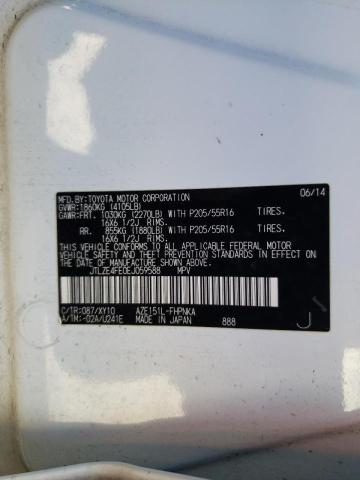 MFD.BY:TOYOTA MOTOR CORPORATION 06/14
GVWR:1860KG (4105LB)
GAWR:FRT. 1030KG (2270LB) WITH P205/55R16 TIRES.
16X6 1/2J RIMS.
RR. 855KG (1880LB) WITH P205/55R16 TIRES.
16X6 1/2J RIMS.
THIS VEHICLE CONFORMS TO ALL APPLICABLE FEDERAL MOTOR
VEHICLE SAFETY, BUMPER, AND THEFT PREVENTION STANDARDS
IN EFFECT ON THE DATE OF MANUFACTURE SHOWN ABOVE.
JTLZE4FE0EJ059588 MPV
C/TR:087/XY10 AZE151L-FHPNKA
A/TM:-02A/U241E MADE IN JAPAN 888
J